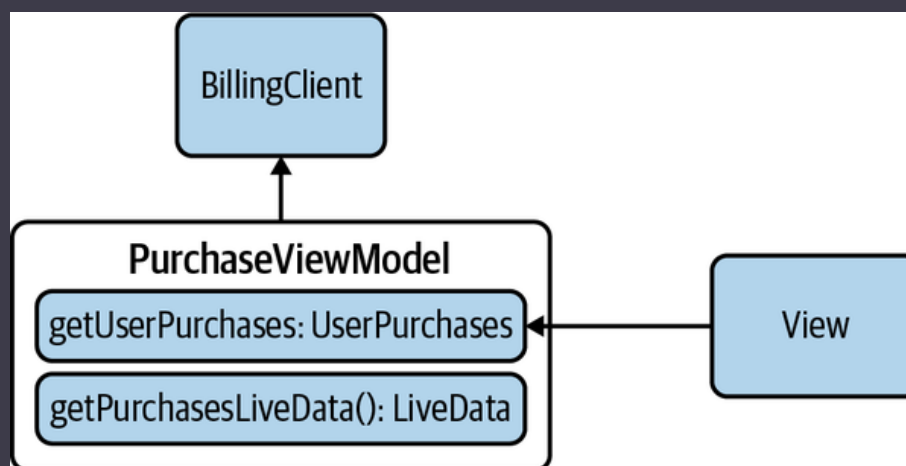 BillingClient
PurchaseViewModel
getUserPurchases: UserPurchases
View
getPurchasesLiveData(): LiveData